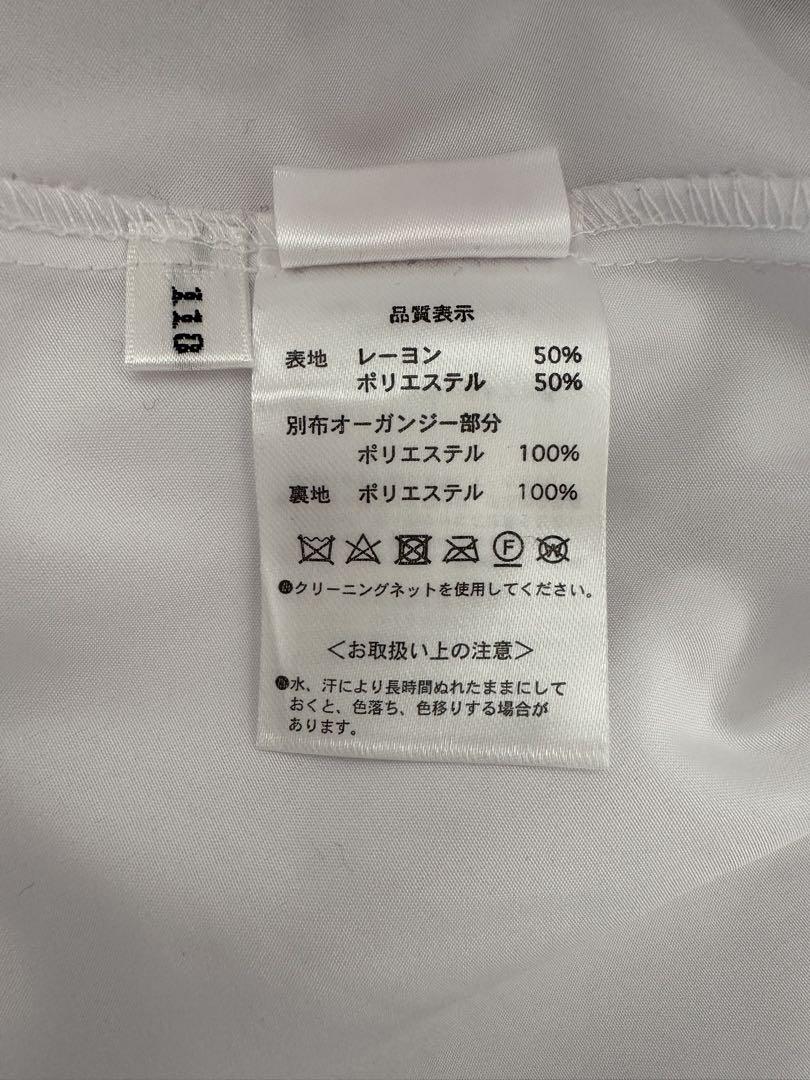 110
品質表示
表地 レーヨン 50%
ポリエステル 50%
別布オーガンジー部分
ポリエステル 100%
裏地 ポリエステル 100%
F W
●クリーニングネットを使用してください。
<お取扱い上の注意>
●水、汗により長時間ぬれたままにして
おくと、色落ち、色移りする場合が
あります。